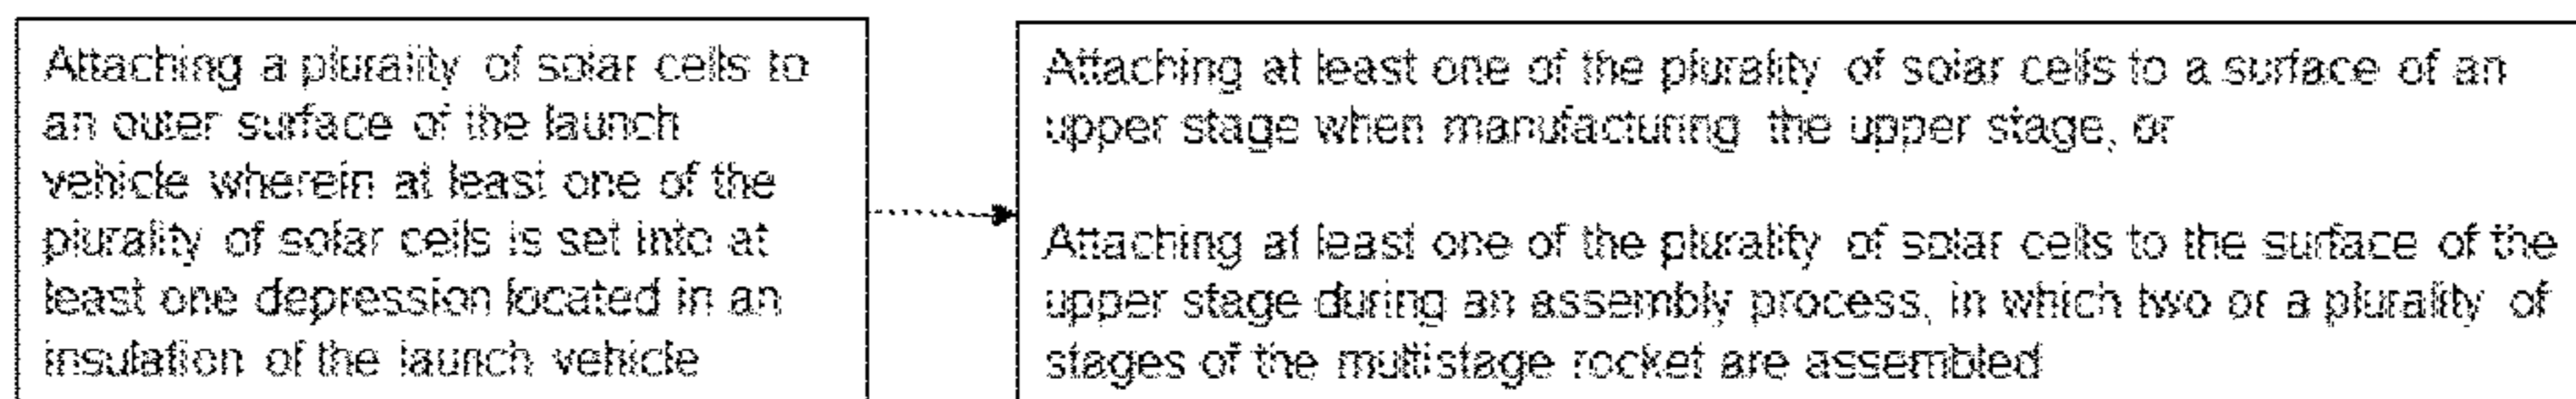 Attaching a plurality of solar cells to
an outer surface of the launch
vehicle wherein at least one of the
plurality of solar cells is set into at
least one depression located in an
insulation of the launch vehicle
Attaching at least one of the plurality of solar cells to a surface of an
upper stage when manufacturing the upper stage, or
Attaching at least one of the plurality of solar cells to the surface of the
upper stage during an assembly process, in which two or a plurality of
stages of the multistage rocket are assembled